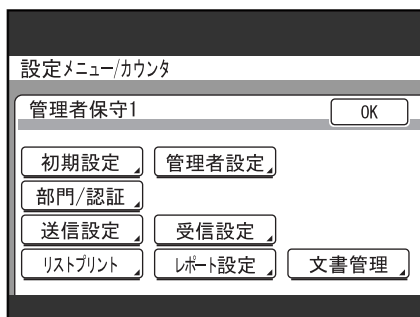 設定メニュー/カウンタ
管理者保守1 OK
初期設定 管理者設定
部門/認証
送信設定 受信設定
リストプリント レポート設定 文書管理